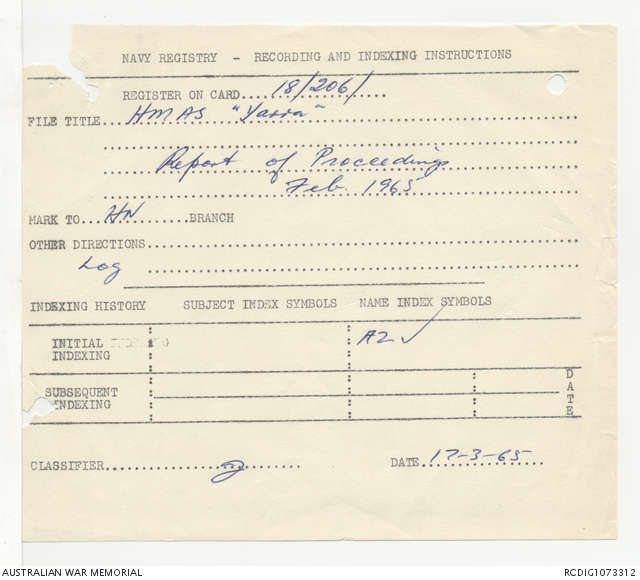 NAVY REGISTRY - RECORDING AND INDEXING INSTRUCTIONS
REGISTER ON CARD....18/206/....
FILE TITLE....HMAS "Yarra"....
Report of Proceedings
Feb. 1965
MARK TO....HN....BRANCH
OTHER DIRECTIONS....
Log
INDEXING HISTORY SUBJECT INDEX SYMBOLS NAME INDEX SYMBOLS
INITIAL INDEXING A2 ✓
SUBSEQUENT INDEXING DATE
CLASSIFIER.... DATE 17-3-65
AUSTRALIAN WAR MEMORIAL RCDIG1073312